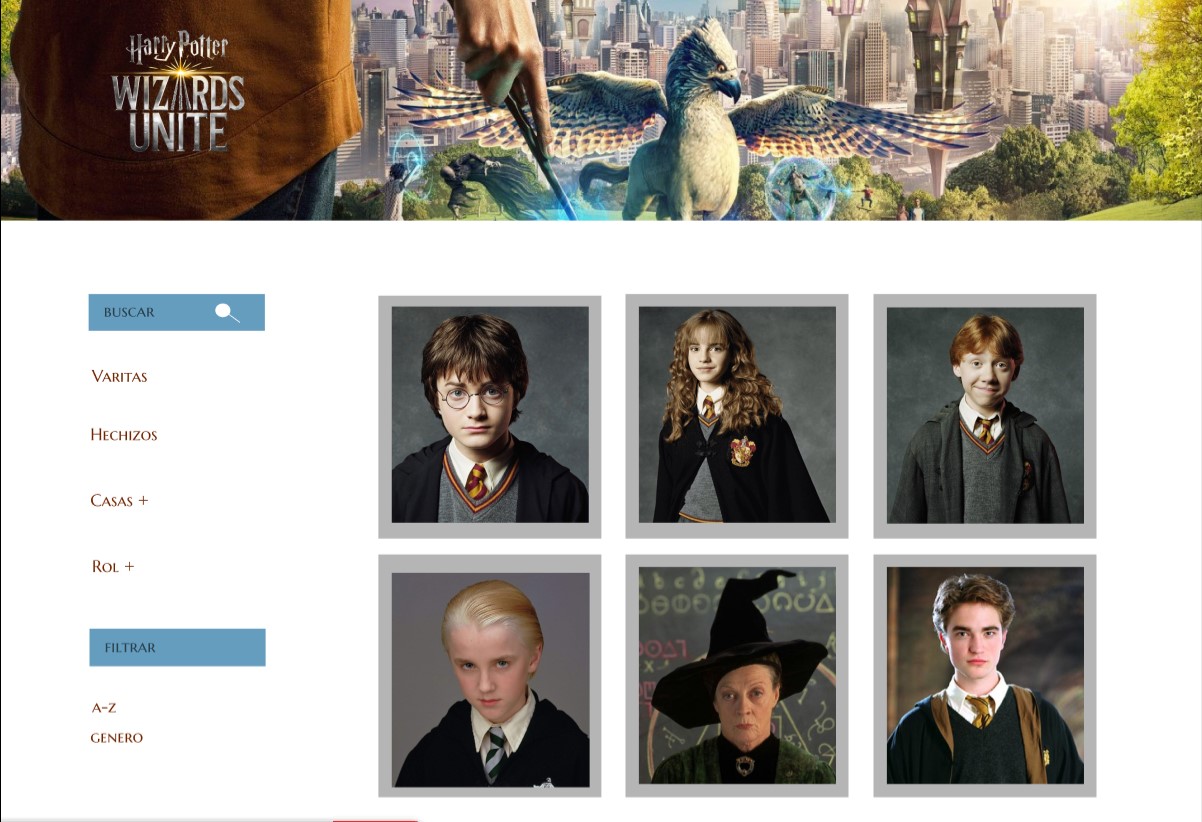 Harry Potter
WIZARDS
UNITE
BUSCAR
Varitas
Hechizos
Casas +
Rol +
FILTRAR
A-Z
GENERO